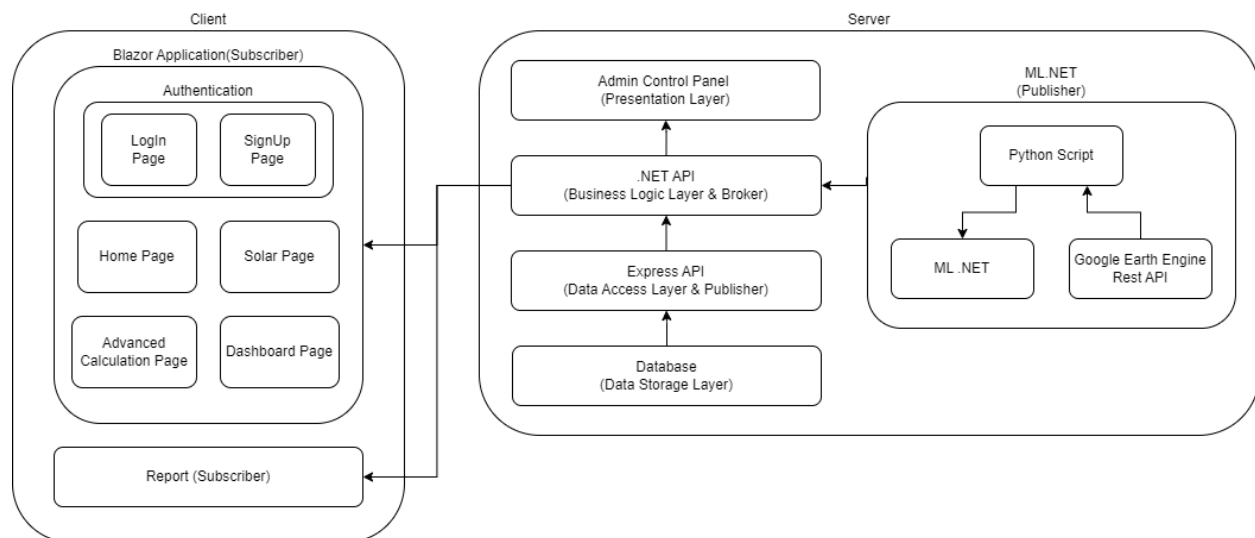 Client
Blazor Application(Subscriber)
Authentication
LogIn
Page
SignUp
Page
Home Page
Solar Page
Advanced
Calculation Page
Dashboard Page
Report (Subscriber)
Server
Admin Control Panel
(Presentation Layer)
.NET API
(Business Logic Layer & Broker)
Express API
(Data Access Layer & Publisher)
Database
(Data Storage Layer)
ML.NET
(Publisher)
Python Script
ML .NET
Google Earth Engine
Rest API